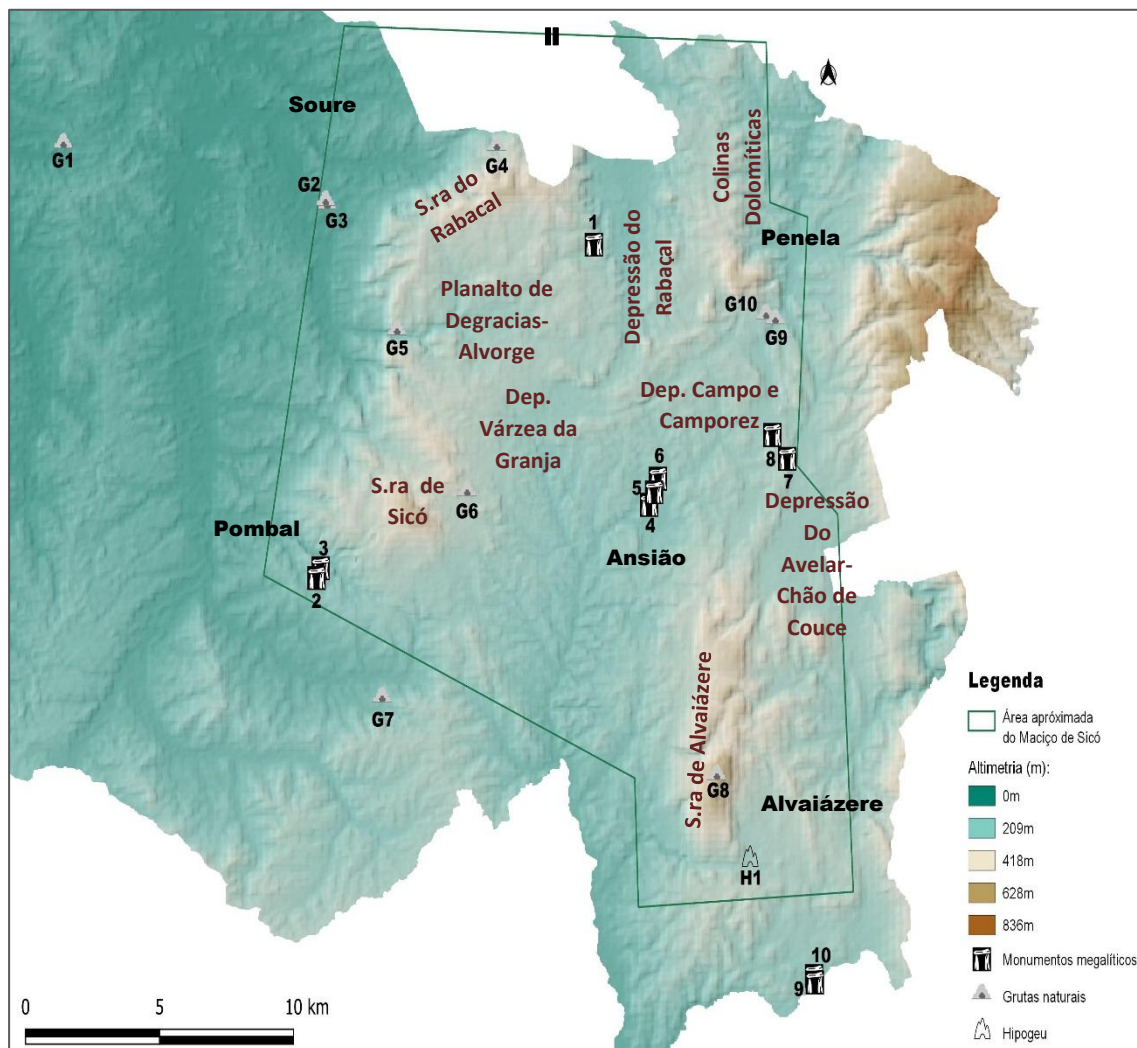 II
Soure
Colinas
Dolomíticas
G1
G4
G2
G3
S.ra do
Rabacal
1
Depressão do
Rabaçal
Penela
Planalto de
Degracias-
Alvorge
G10
G9
G5
Dep.
Várzea da
Granja
Dep. Campo e
Camporez
8
7
6
5
4
S.ra de
Sicó
G6
Depressão
Do
Avelar-
Chão de
Couce
Pombal
3
2
Ansião
G7
S.ra de Alvaiázere
G8
Alvaiázere
H1
10
9
Legenda
Área apróximada
do Maciço de Sicó
Altimetria (m):
0m
209m
418m
628m
836m
Monumentos megalíticos
Grutas naturais
Hipogeu
0 5 10 km